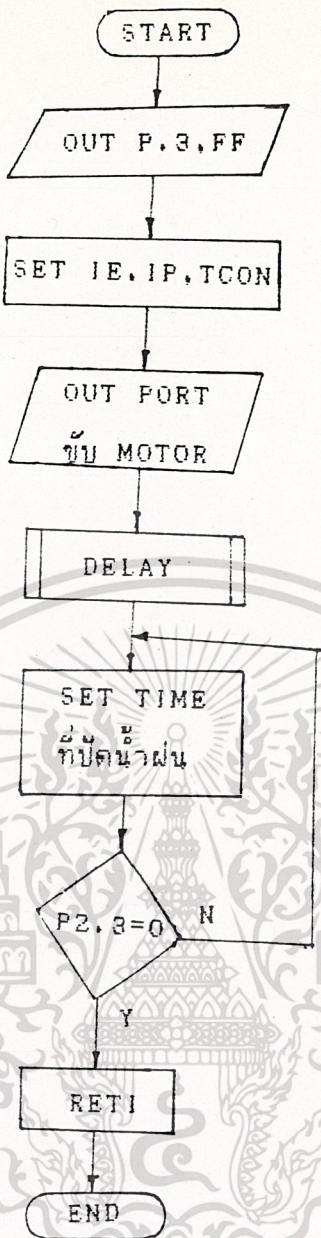 START
OUT P.3.FF
SET IE.IP.TCON
OUT PORT
ขับ MOTOR
DELAY
SET TIME
ที่ปัดน้ำฝน
P2.3=0
N
Y
RETI
END